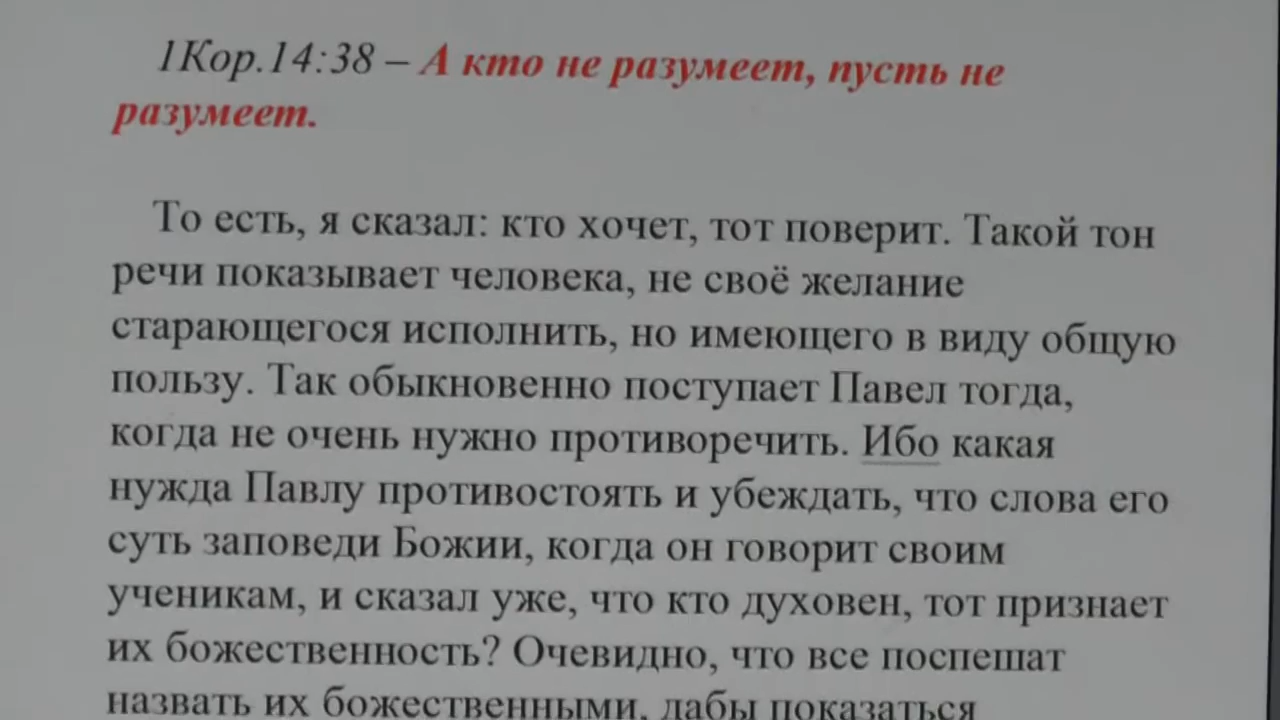 1Кор.14:38 – А кто не разумеет, пусть не
разумеет.
То есть, я сказал: кто хочет, тот поверит. Такой тон
речи показывает человека, не своё желание
старающегося исполнить, но имеющего в виду общую
пользу. Так обыкновенно поступает Павел тогда,
когда не очень нужно противоречить. Ибо какая
нужда Павлу противостоять и убеждать, что слова его
суть заповеди Божии, когда он говорит своим
ученикам, и сказал уже, что кто духовен, тот признает
их божественность? Очевидно, что все поспешат
назвать их божественными, дабы показаться